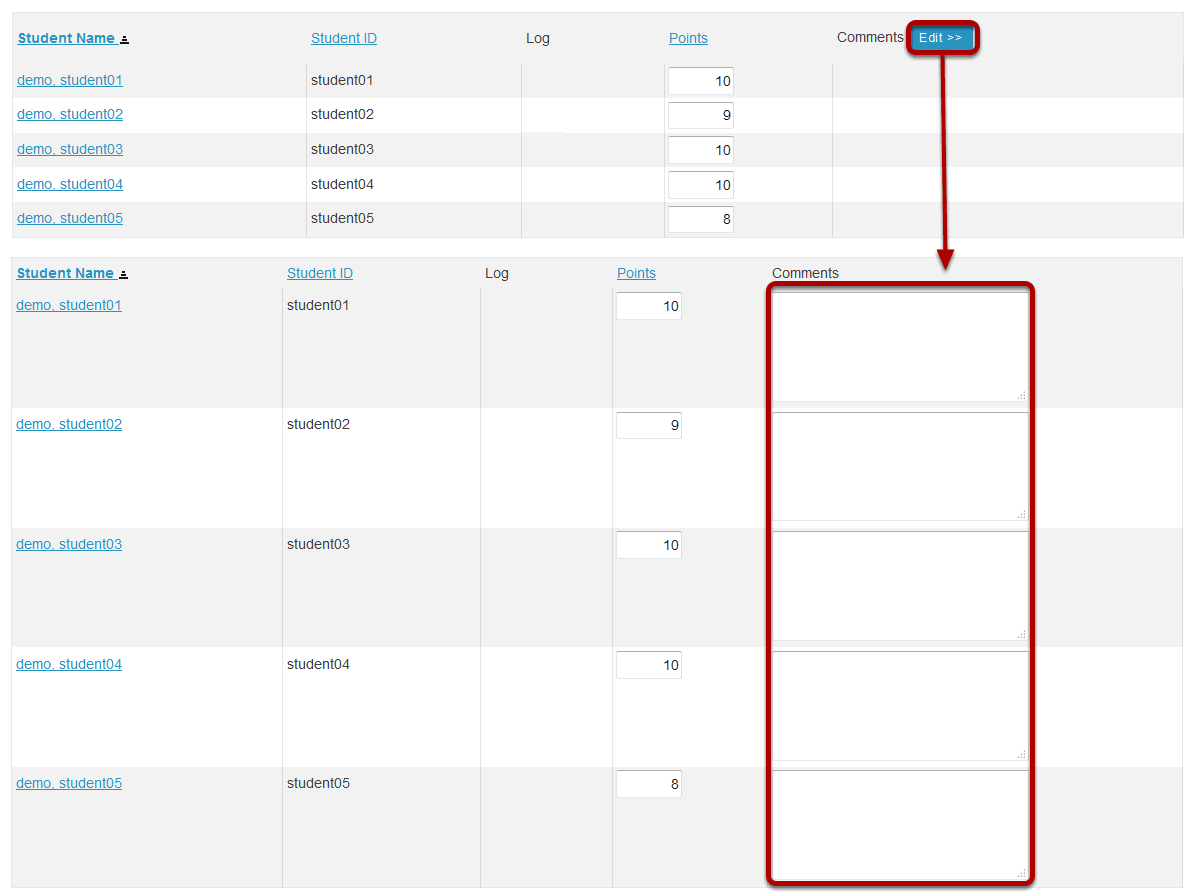 Student Name Student ID Log Points Comments Edit >>
demo, student01 student01 10
demo, student02 student02 9
demo, student03 student03 10
demo, student04 student04 10
demo, student05 student05 8
Student Name Student ID Log Points Comments
demo, student01 student01 10
demo, student02 student02 9
demo, student03 student03 10
demo, student04 student04 10
demo, student05 student05 8